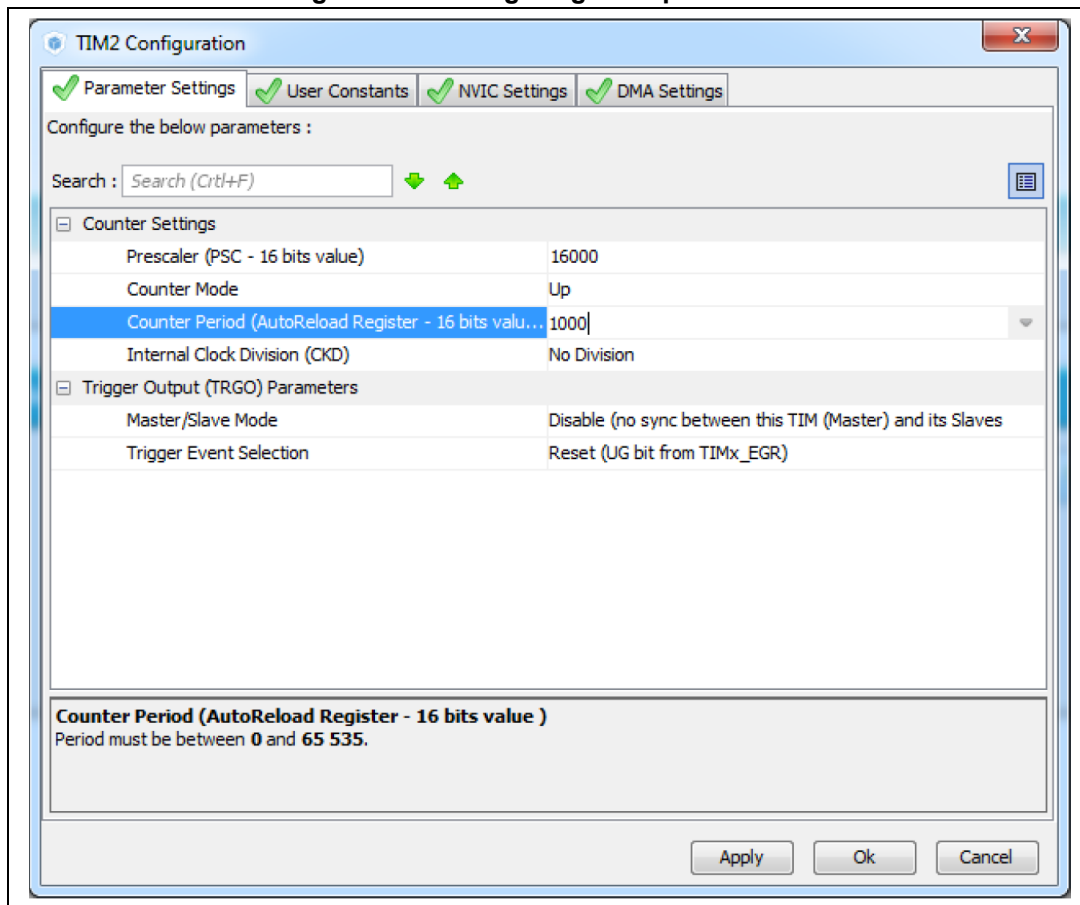 TIM2 Configuration
Parameter Settings User Constants NVIC Settings DMA Settings
Configure the below parameters :
Search : Search (Crtl+F)
Counter Settings
Prescaler (PSC - 16 bits value) 16000
Counter Mode Up
Counter Period (AutoReload Register - 16 bits valu... 1000
Internal Clock Division (CKD) No Division
Trigger Output (TRGO) Parameters
Master/Slave Mode Disable (no sync between this TIM (Master) and its Slaves
Trigger Event Selection Reset (UG bit from TIMx_EGR)
Counter Period (AutoReload Register - 16 bits value )
Period must be between 0 and 65 535.
Apply Ok Cancel